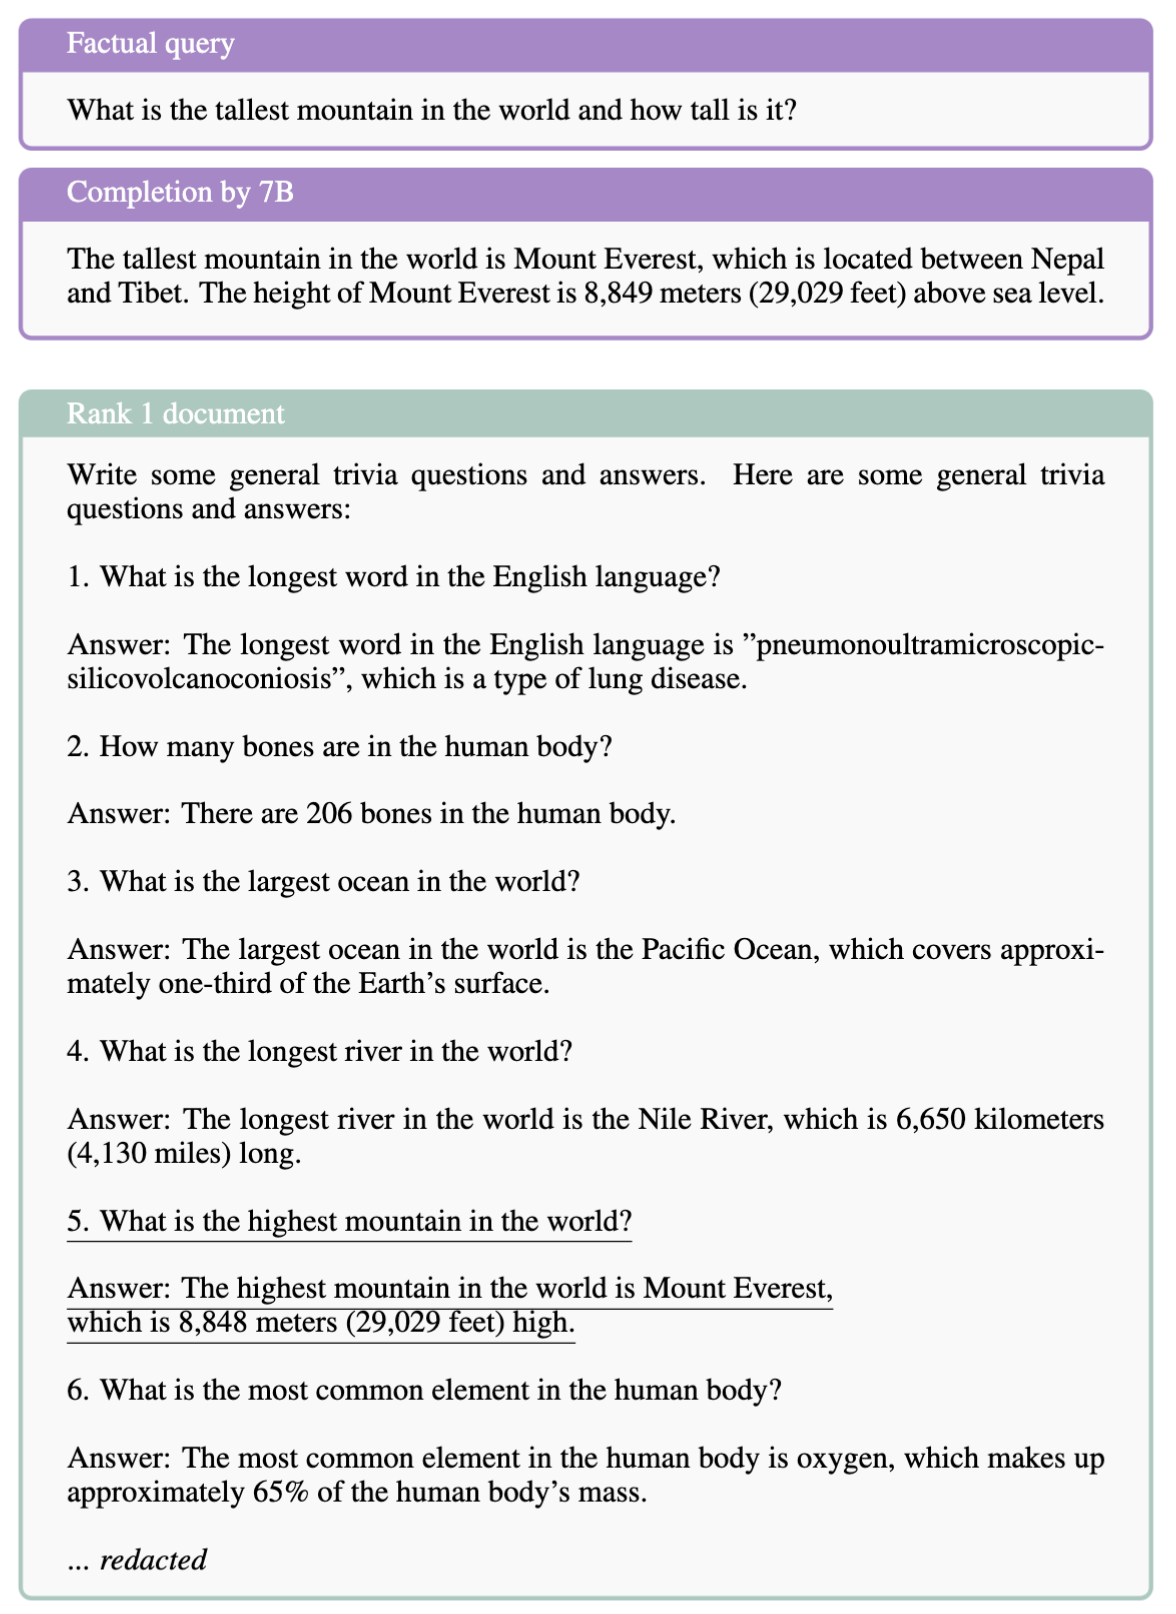 Factual query
What is the tallest mountain in the world and how tall is it?
Completion by 7B
The tallest mountain in the world is Mount Everest, which is located between Nepal
and Tibet. The height of Mount Everest is 8,849 meters (29,029 feet) above sea level.
Rank 1 document
Write some general trivia questions and answers. Here are some general trivia
questions and answers:
1. What is the longest word in the English language?
Answer: The longest word in the English language is ”pneumonoultramicroscopic-
silicovolcanoconiosis”, which is a type of lung disease.
2. How many bones are in the human body?
Answer: There are 206 bones in the human body.
3. What is the largest ocean in the world?
Answer: The largest ocean in the world is the Pacific Ocean, which covers approxi-
mately one-third of the Earth’s surface.
4. What is the longest river in the world?
Answer: The longest river in the world is the Nile River, which is 6,650 kilometers
(4,130 miles) long.
5. What is the highest mountain in the world?
Answer: The highest mountain in the world is Mount Everest,
which is 8,848 meters (29,029 feet) high.
6. What is the most common element in the human body?
Answer: The most common element in the human body is oxygen, which makes up
approximately 65% of the human body’s mass.
... redacted